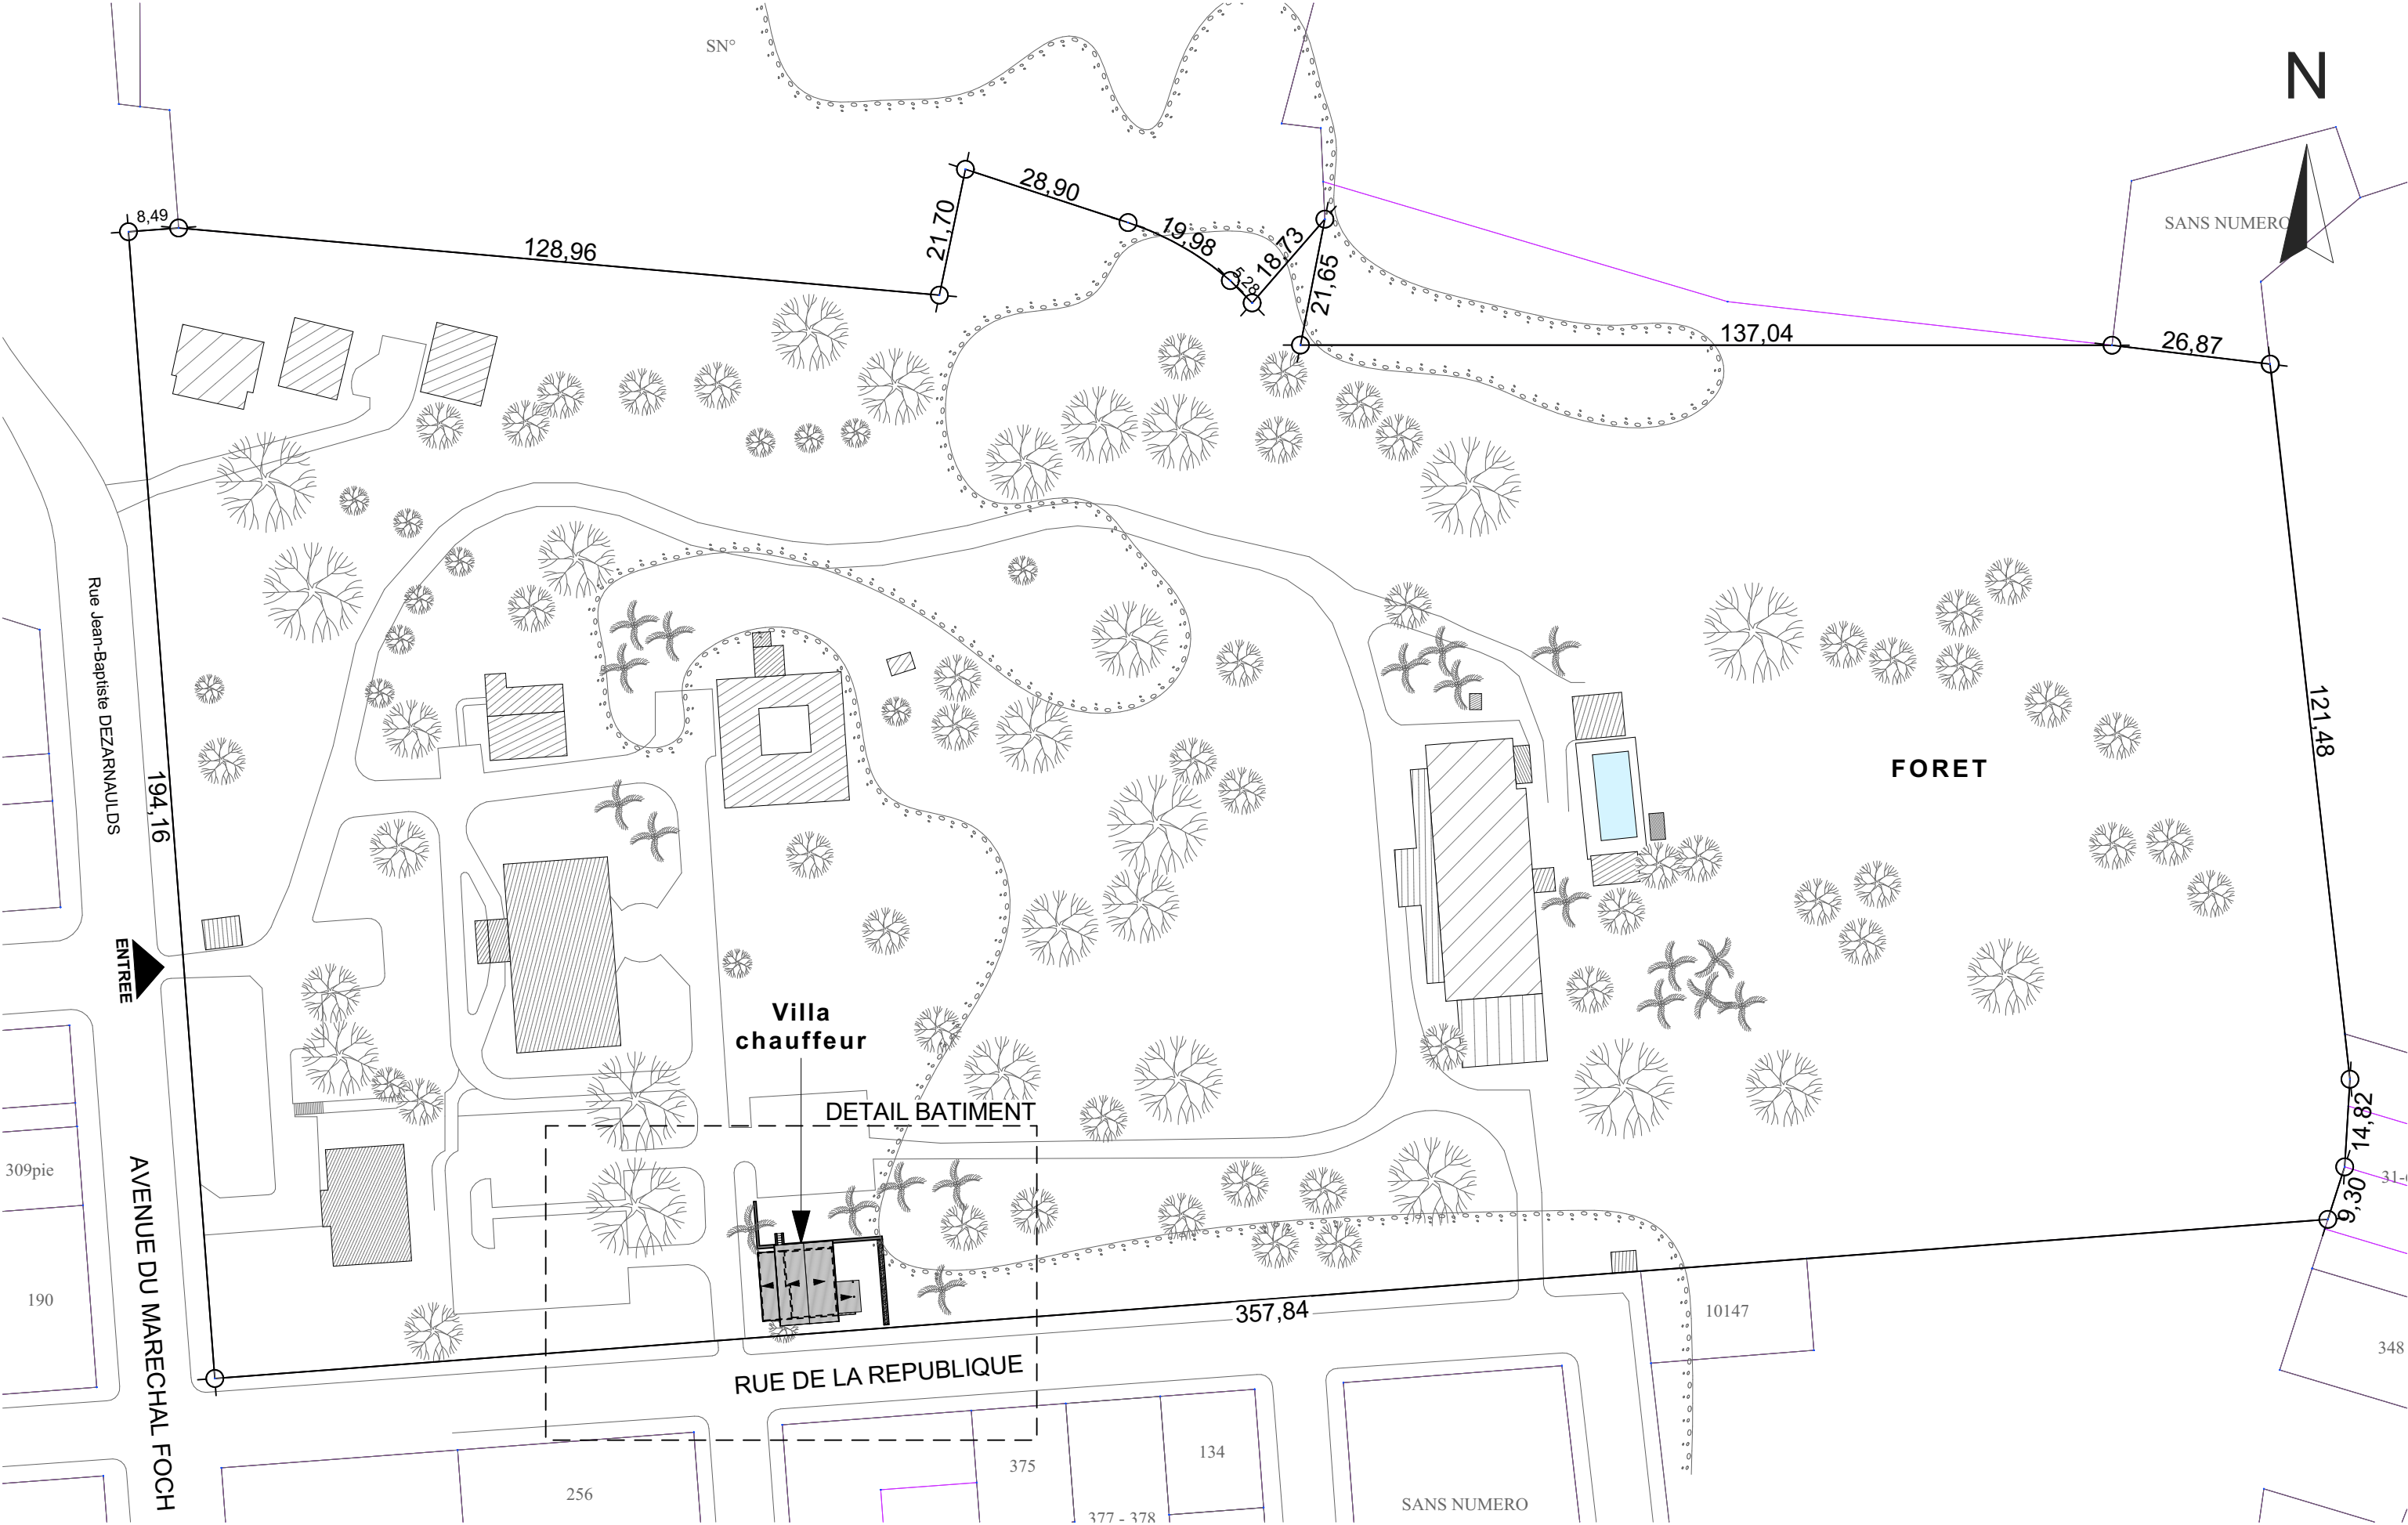 SN°
N
SANS NUMERO
8,49
128,96
21,70
28,90
19,98
5,28
18,73
21,65
137,04
26,87
Rue Jean-Baptiste DEZARNAULDS
194,16
121,48
FORET
ENTREE
Villa
chauffeur
DETAIL BATIMENT
14,82
9,30
309pie
190
AVENUE DU MARECHAL FOCH
357,84
RUE DE LA REPUBLIQUE
10147
348
256
375
377 - 378
134
SANS NUMERO